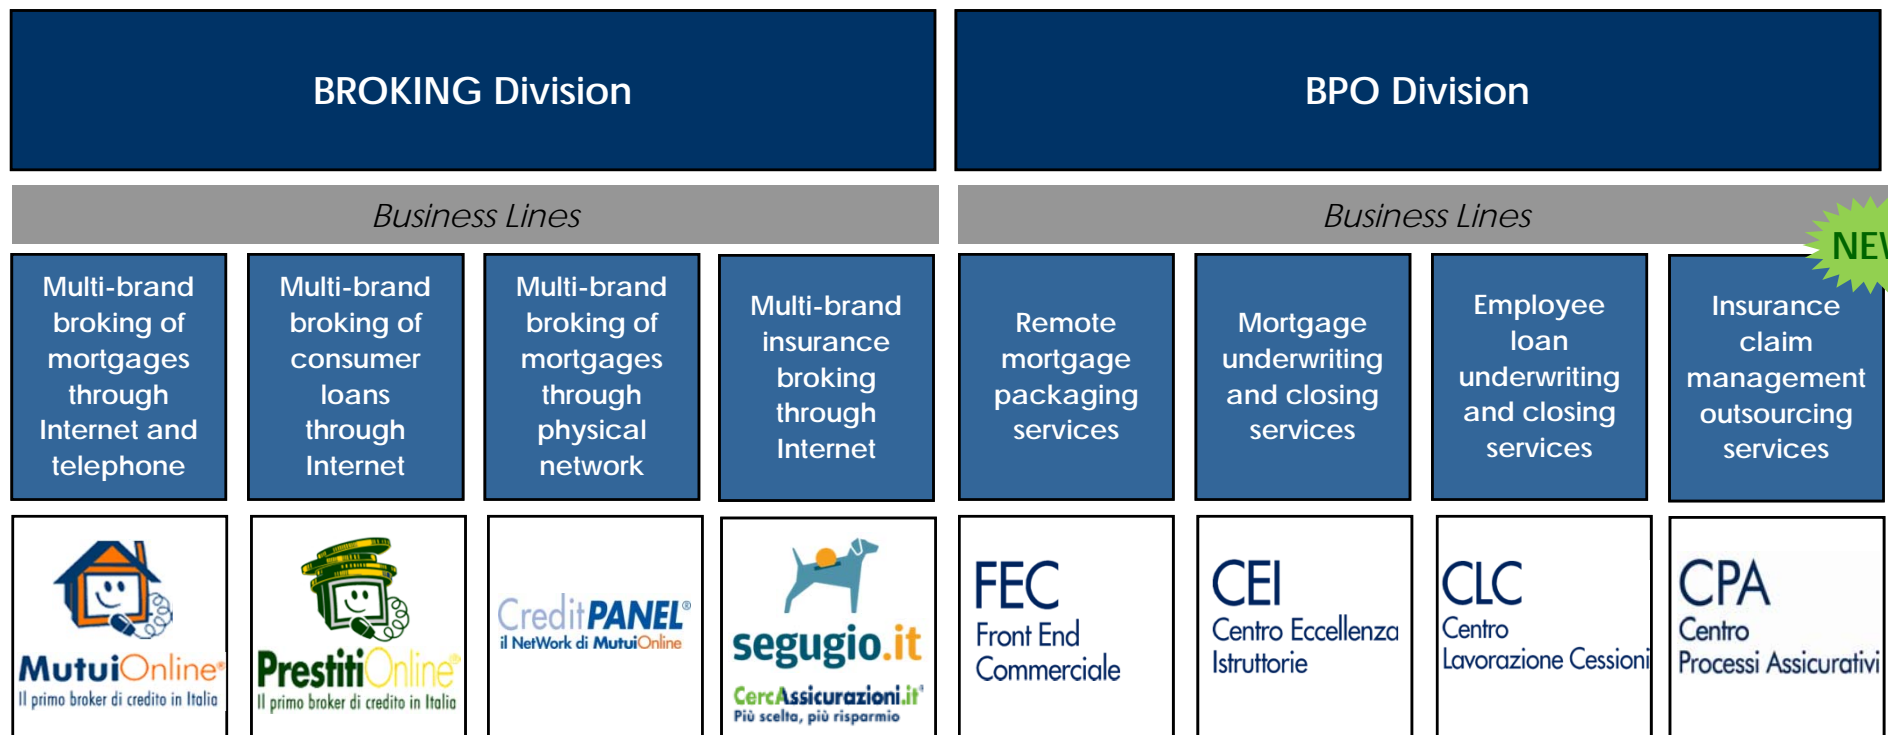 BROKING Division
BPO Division
Business Lines
Business Lines
NEW
Multi-brand
broking of
mortgages
through
Internet and
telephone
Multi-brand
broking of
consumer
loans
through
Internet
Multi-brand
broking of
mortgages
through
physical
network
Multi-brand
insurance
broking
through
Internet
Remote
mortgage
packaging
services
Mortgage
underwriting
and closing
services
Employee
loan
underwriting
and closing
services
Insurance
claim
management
outsourcing
services
MutuiOnline®
Il primo broker di credito in Italia
PrestitiOnline®
Il primo broker di credito in Italia
CreditPANEL®
il NetWork di MutuiOnline
segugio.it
CercAssicurazioni.it®
Più scelta, più risparmio
FEC
Front End
Commerciale
CEI
Centro Eccellenza
Istruttorie
CLC
Centro
Lavorazione Cessioni
CPA
Centro
Processi Assicurativi